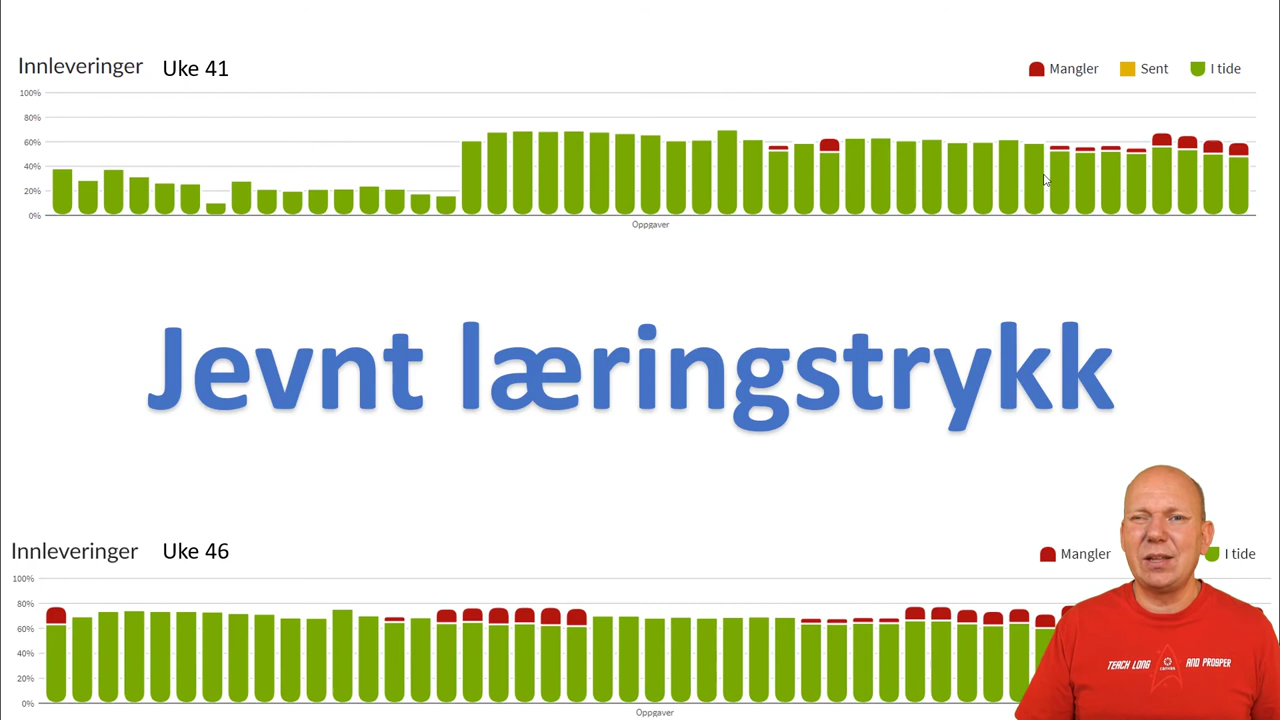 Innleveringer Uke 41
Mangler Sent I tide
100%
80%
60%
40%
20%
0%
Oppgaver
Jevnt læringstrykk
Innleveringer Uke 46
Mangler I tide
100%
80%
60%
40%
20%
0%
Oppgaver
TEACH LONG AND PROSPER
canvas